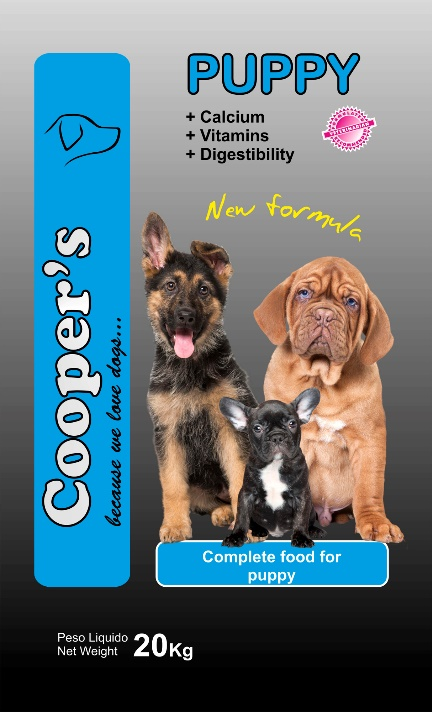 PUPPY
+ Calcium
+ Vitamins
+ Digestibility
New formula
Cooper's
because we love dogs...
Complete food for
puppy
Peso Liquido
Net Weight
20Kg